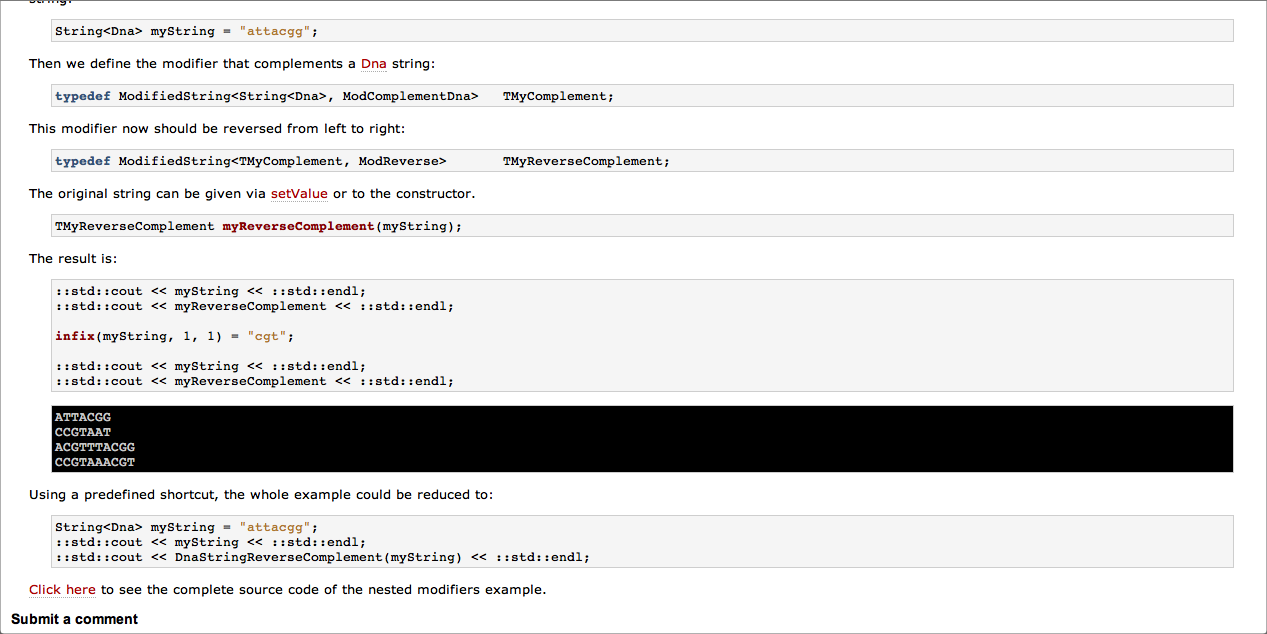 string:
String<Dna> myString = "attacgg";
Then we define the modifier that complements a Dna string:
typedef ModifiedString<String<Dna>, ModComplementDna>   TMyComplement;
This modifier now should be reversed from left to right:
typedef ModifiedString<TMyComplement, ModReverse>       TMyReverseComplement;
The original string can be given via setValue or to the constructor.
TMyReverseComplement myReverseComplement(myString);
The result is:
::std::cout << myString << ::std::endl;
::std::cout << myReverseComplement << ::std::endl;
infix(myString, 1, 1) = "cgt";
::std::cout << myString << ::std::endl;
::std::cout << myReverseComplement << ::std::endl;
ATTACGG
CCGTAAT
ACGTTTACGG
CCGTAAACGT
Using a predefined shortcut, the whole example could be reduced to:
String<Dna> myString = "attacgg";
::std::cout << myString << ::std::endl;
::std::cout << DnaStringReverseComplement(myString) << ::std::endl;
Click here to see the complete source code of the nested modifiers example.
Submit a comment